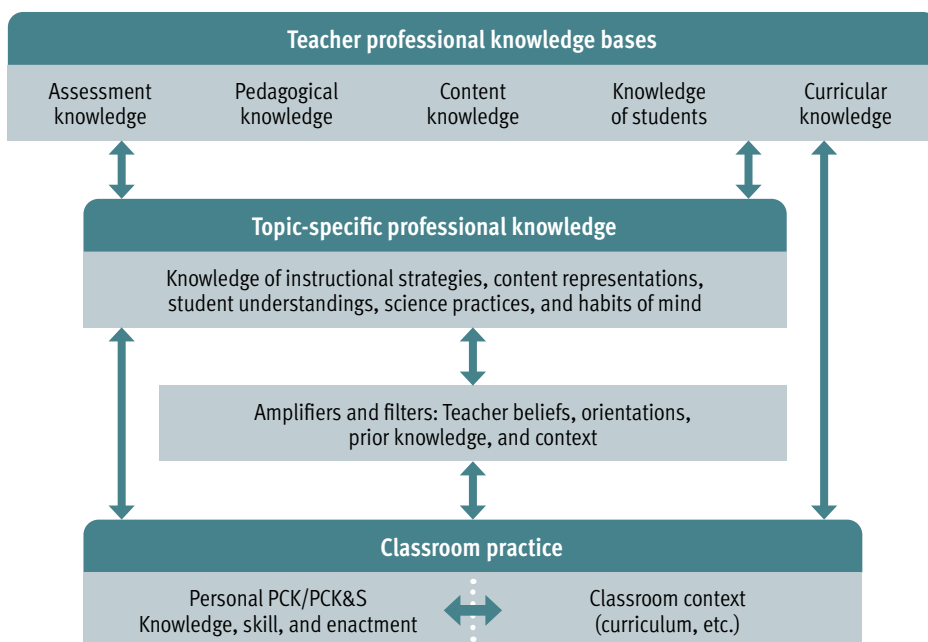 Teacher professional knowledge bases
Assessment
knowledge
Pedagogical
knowledge
Content
knowledge
Knowledge
of students
Curricular
knowledge
Topic-specific professional knowledge
Knowledge of instructional strategies, content representations,
student understandings, science practices, and habits of mind
Amplifiers and filters: Teacher beliefs, orientations,
prior knowledge, and context
Classroom practice
Personal PCK/PCK&S
Knowledge, skill, and enactment
Classroom context
(curriculum, etc.)